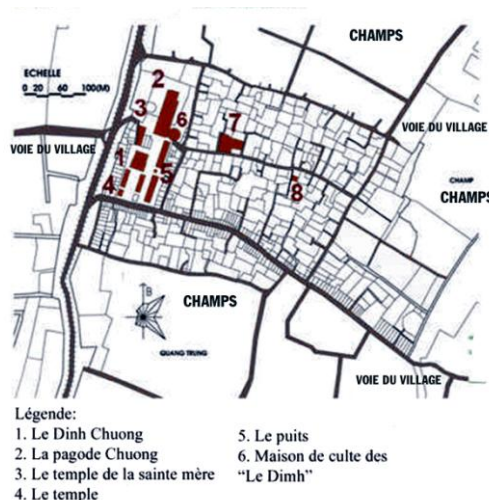 CHAMPS
ECHELLE
0 20 60 100(M)
2
3
6
7
VOIE DU VILLAGE
VOIE DU VILLAGE
1
5
4
8
CHAMP
CHAMPS
CHAMPS
B
QUANG TRUNG
VOIE DU VILLAGE
Légende:
1. Le Dinh Chuong
2. La pagode Chuong
3. Le temple de la sainte mère
4. Le temple
5. Le puits
6. Maison de culte des
“Le Dimh”